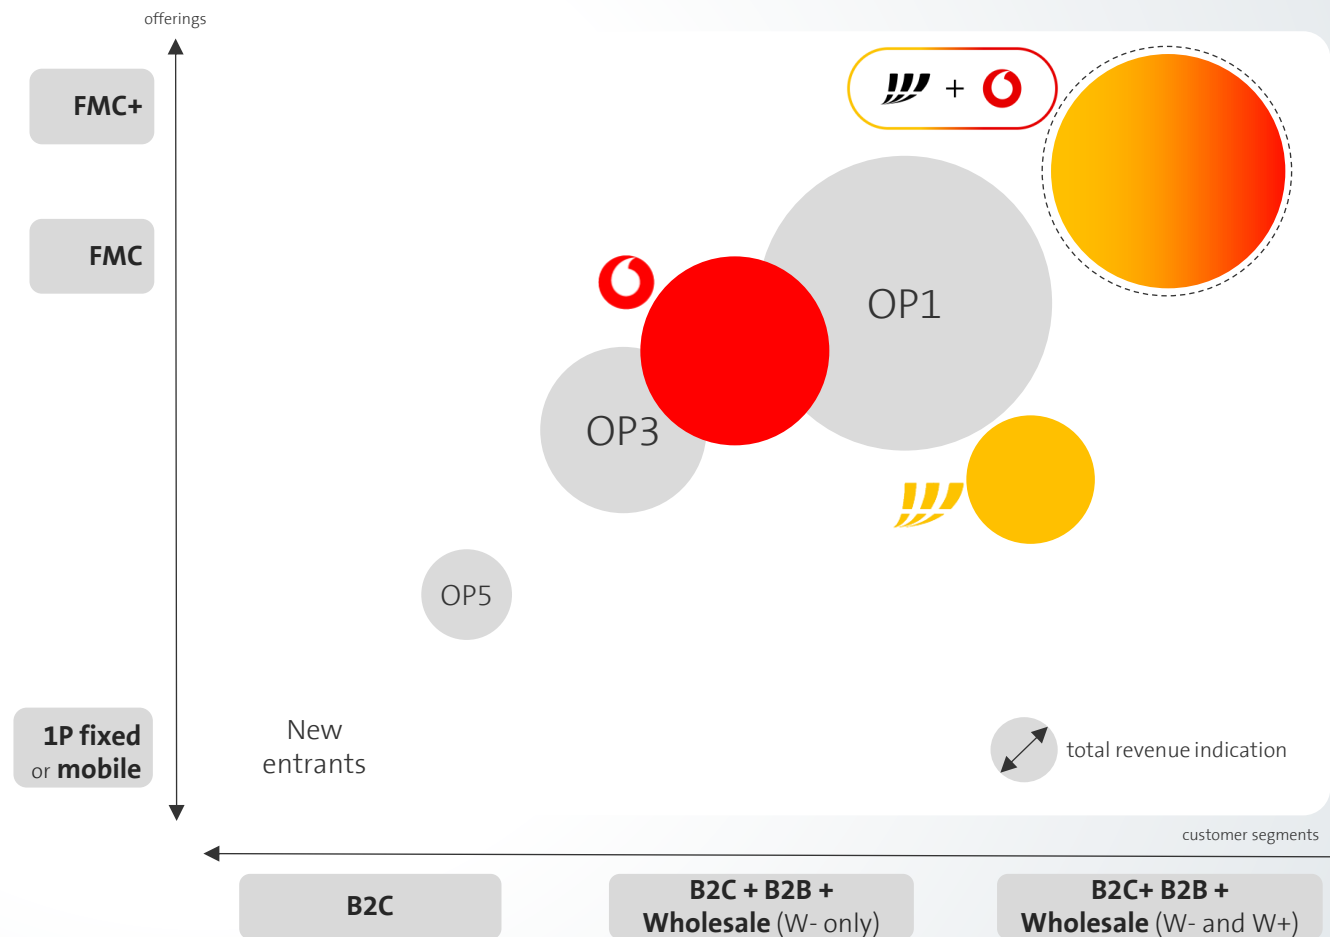 offerings
FMC+
+
FMC
OP1
OP3
OP5
1P fixed
or mobile
New
entrants
total revenue indication
customer segments
B2C
B2C + B2B +
Wholesale (W- only)
B2C+ B2B +
Wholesale (W- and W+)